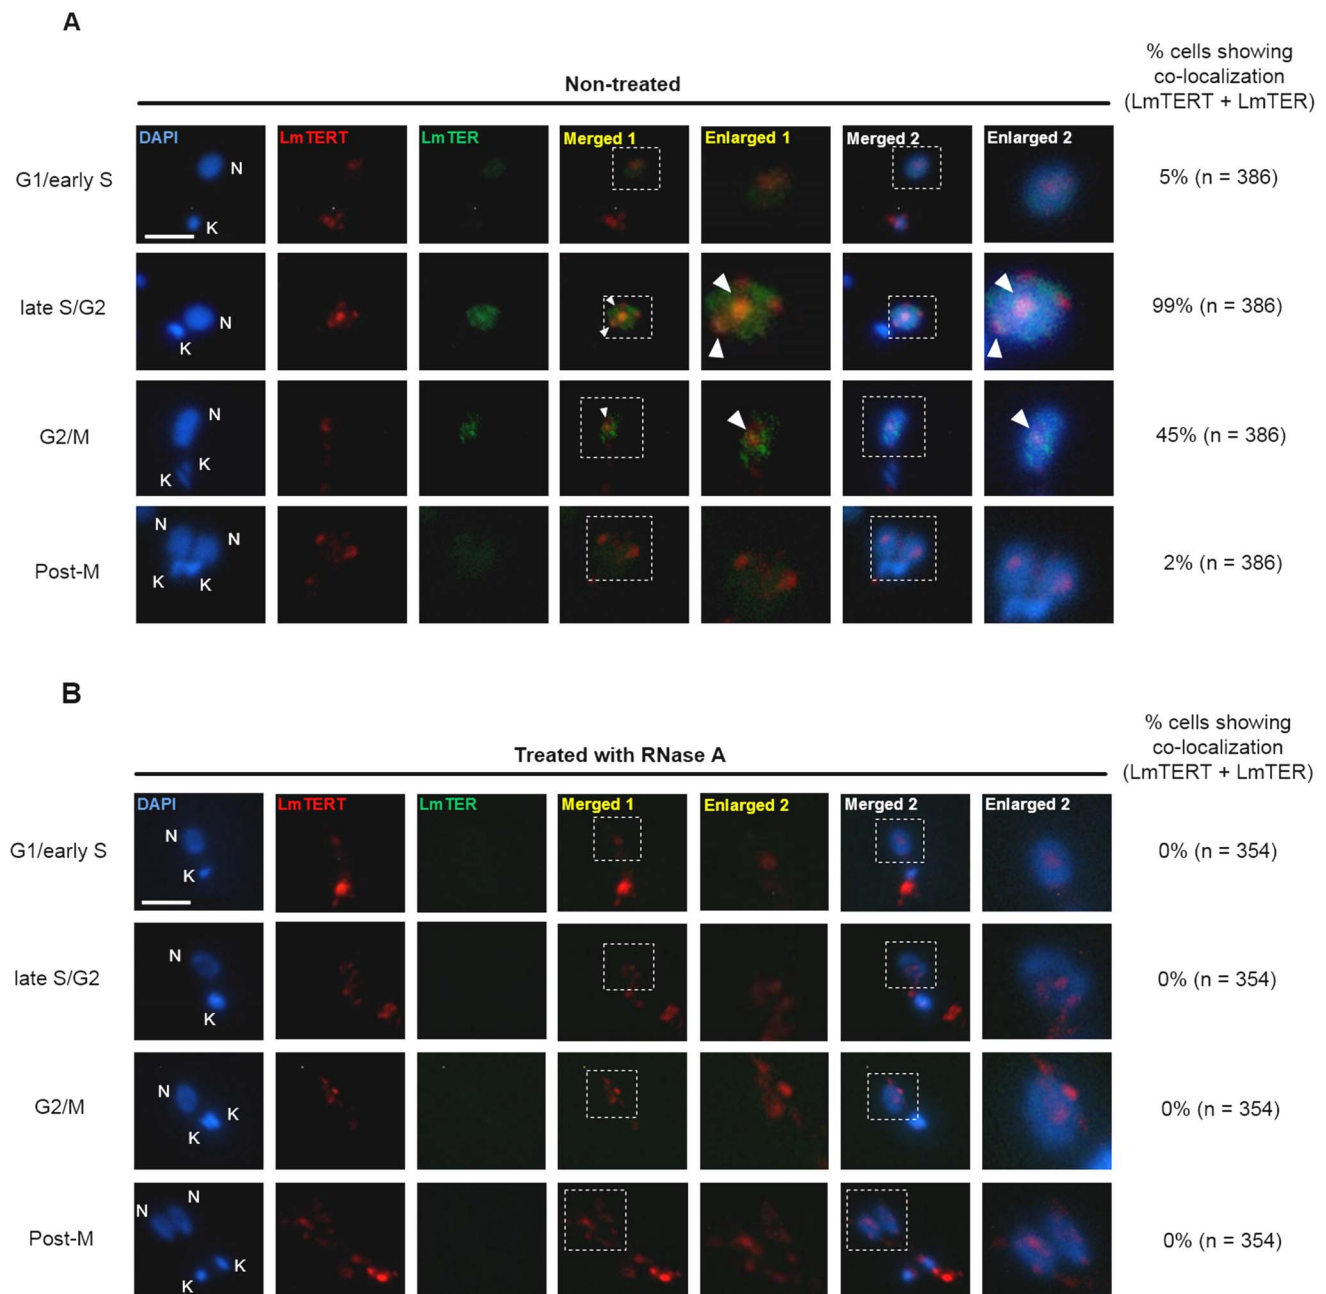 A
% cells showing
co-localization
(LmTERT + LmTER)
Non-treated
DAPI LmTERT LmTER Merged 1 Enlarged 1 Merged 2 Enlarged 2
G1/early S N K 5% (n = 386)
late S/G2 N K 99% (n = 386)
G2/M N K K 45% (n = 386)
Post-M N N K K 2% (n = 386)
B
% cells showing
co-localization
(LmTERT + LmTER)
Treated with RNase A
DAPI LmTERT LmTER Merged 1 Enlarged 2 Merged 2 Enlarged 2
G1/early S N K 0% (n = 354)
late S/G2 N K 0% (n = 354)
G2/M N K K 0% (n = 354)
Post-M N N K K 0% (n = 354)